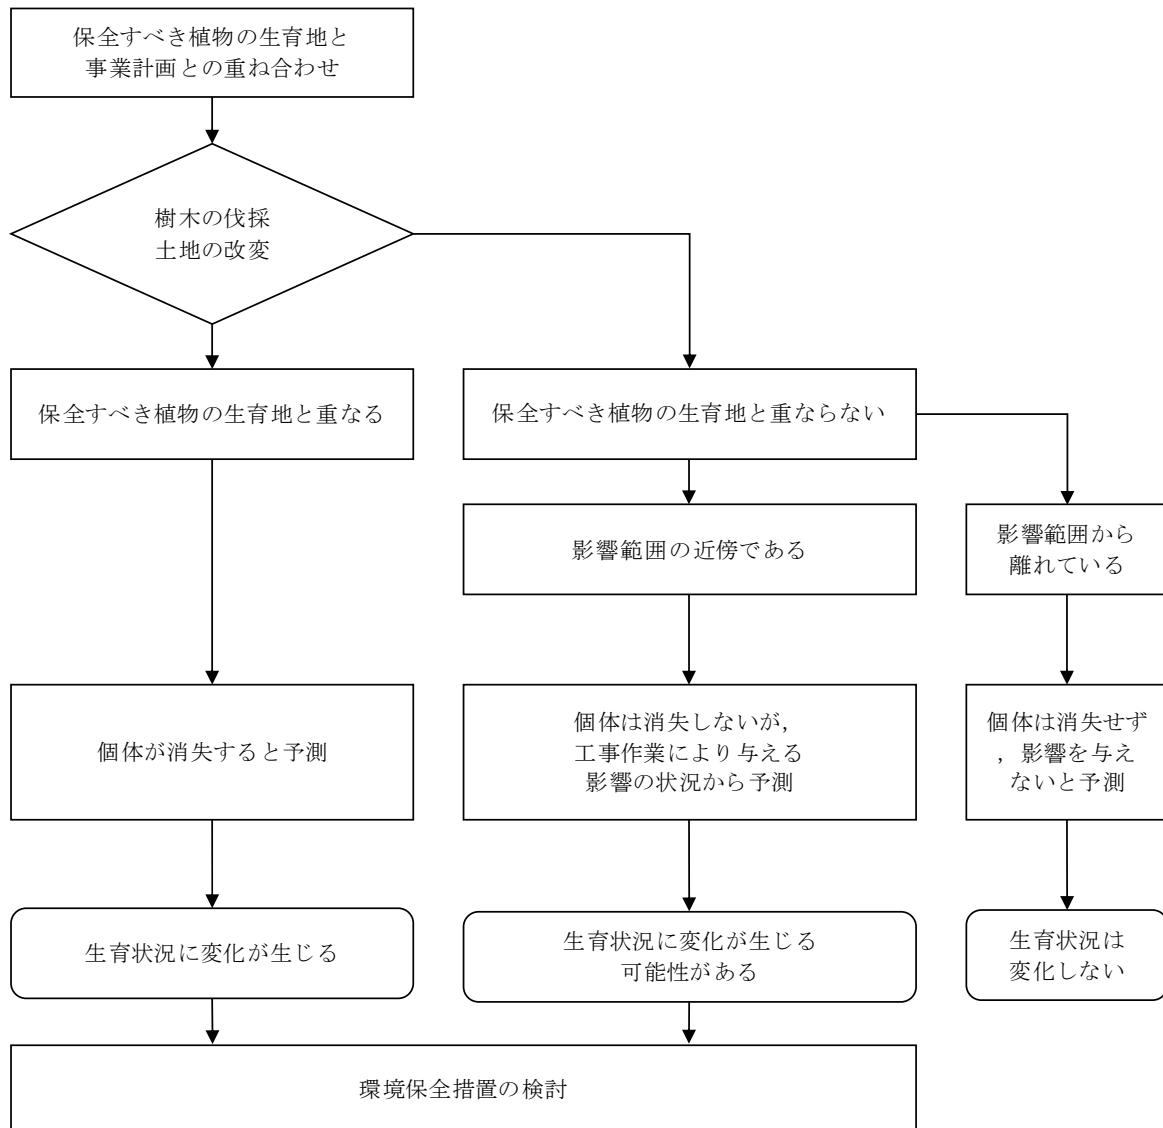 保全すべき植物の生育地と
事業計画との重ね合わせ
樹木の伐採
土地の改変
保全すべき植物の生育地と重なる
保全すべき植物の生育地と重ならない
影響範囲の近傍である
影響範囲から
離れている
個体が消失すると予測
個体は消失しないが，
工事作業により与える
影響の状況から予測
個体は消失せず
，影響を与え
ないと予測
生育状況に変化が生じる
生育状況に変化が生じる
可能性がある
生育状況は
変化しない
環境保全措置の検討